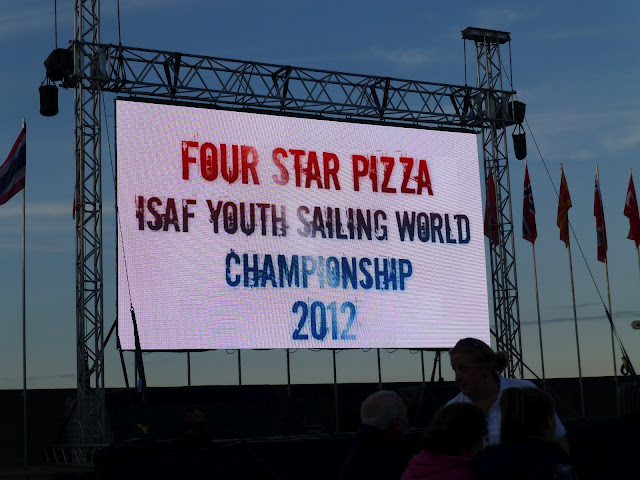 FOUR STAR PIZZA
ISAF YOUTH SAILING WORLD
CHAMPIONSHIP
2012